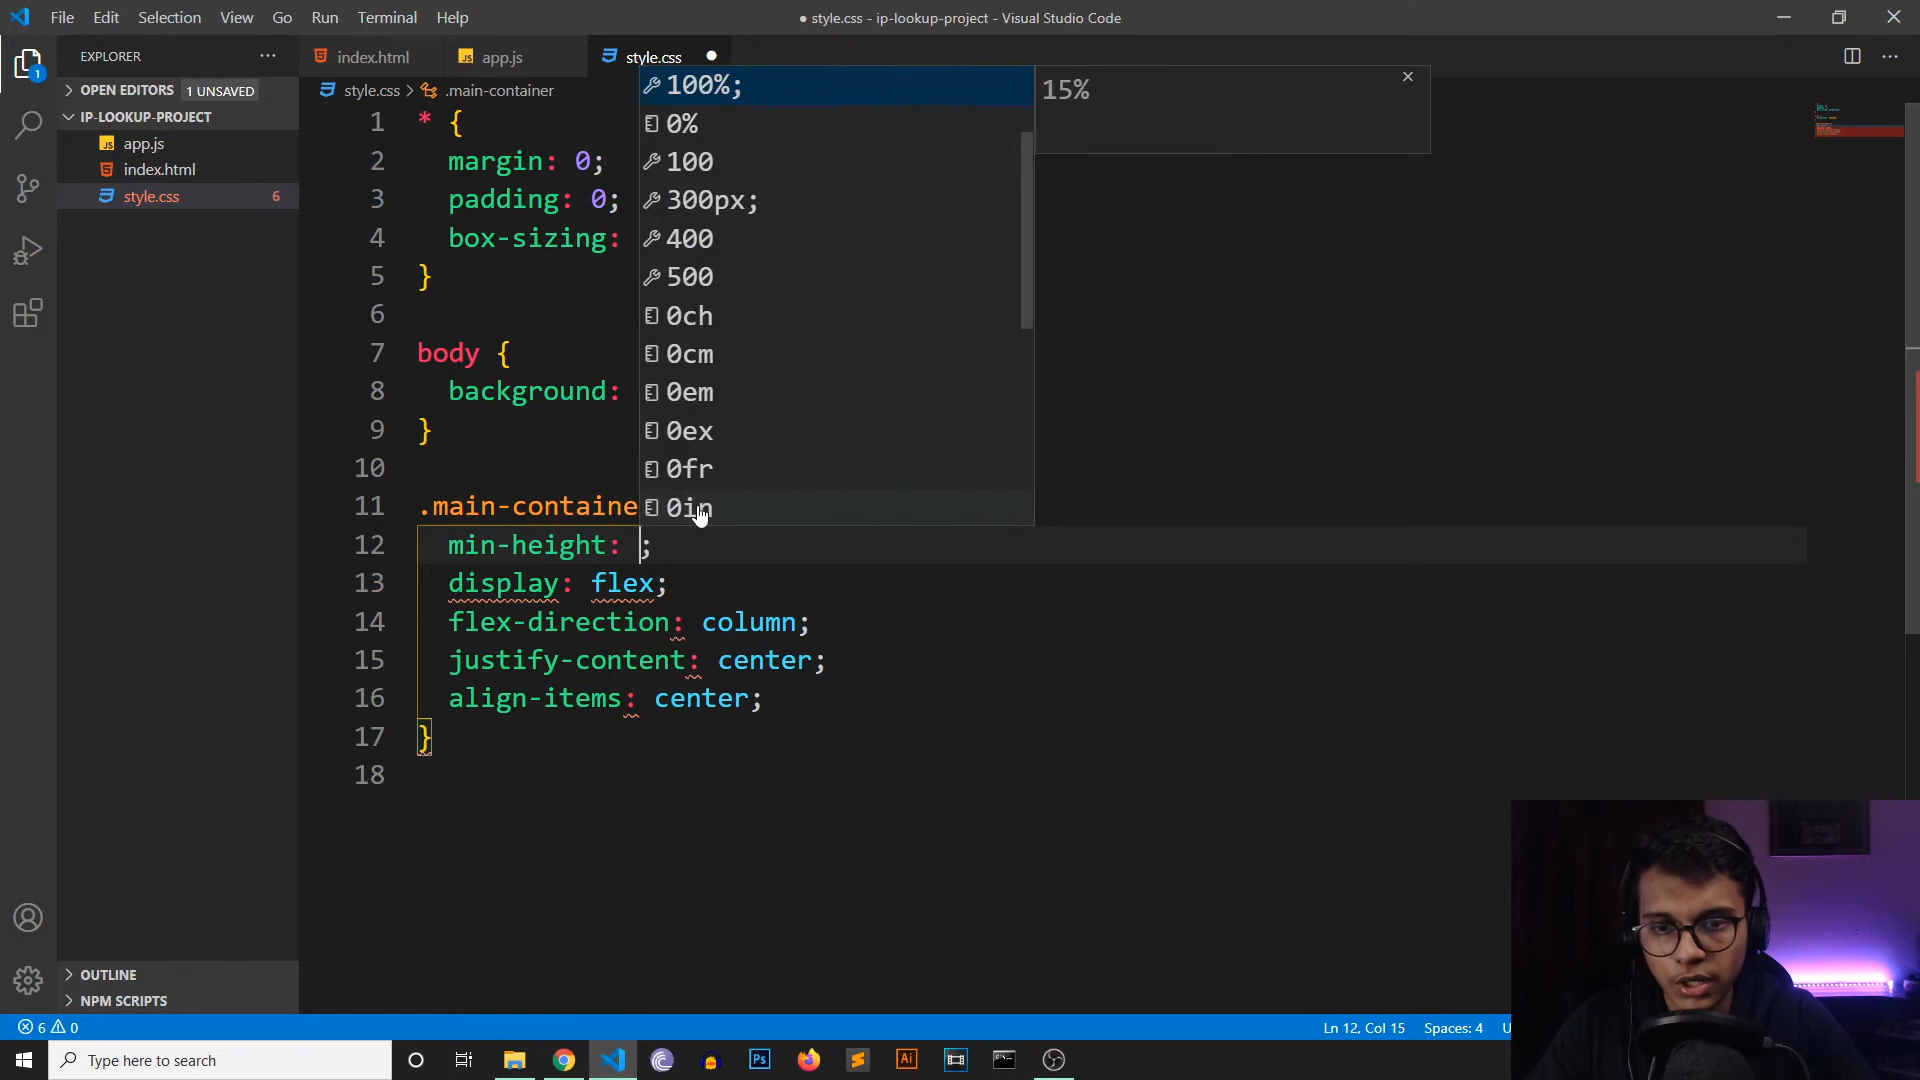 File Edit Selection View Go Run Terminal Help
● style.css - ip-lookup-project - Visual Studio Code
EXPLORER
OPEN EDITORS 1 UNSAVED
IP-LOOKUP-PROJECT
app.js
index.html
style.css 6
OUTLINE
NPM SCRIPTS
1
index.html app.js style.css
style.css > .main-container
1 * {
2 margin: 0;
3 padding: 0;
4 box-sizing:
5 }
6
7 body {
8 background:
9 }
10
11 .main-containe
12 min-height: ;
13 display: flex;
14 flex-direction: column;
15 justify-content: center;
16 align-items: center;
17 }
18
100%;
0%
100
300px;
400
500
0ch
0cm
0em
0ex
0fr
0in
15%
6 0
Ln 12, Col 15 Spaces: 4 U
Type here to search
Ps
Ai